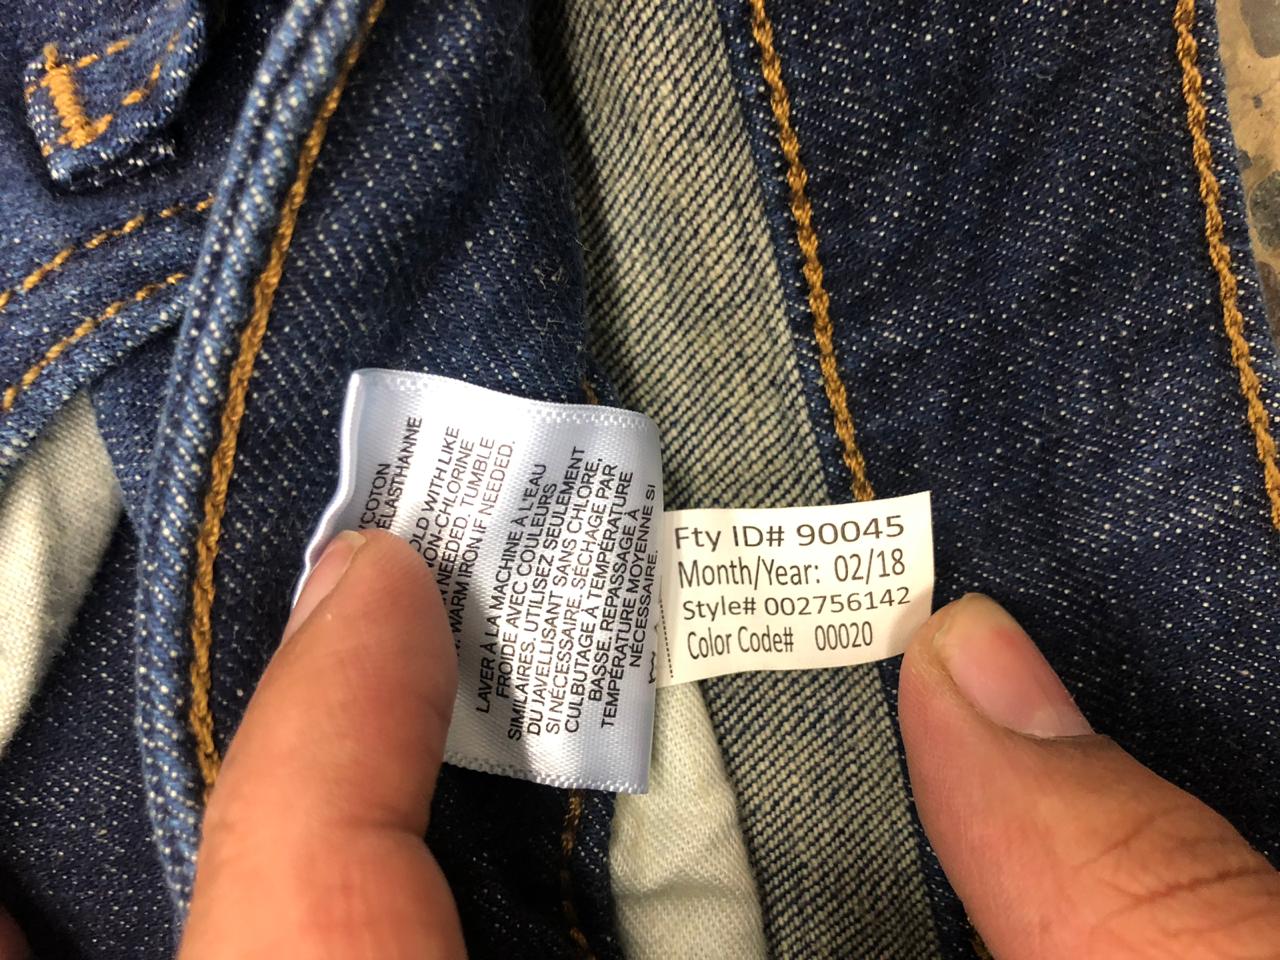 COTON
ELASTHANNE
OLD WITH LIKE
NON-CHLORINE
NEEDED. TUMBLE
WARM IRON IF NEEDED.
LAVER À LA MACHINE À L'EAU
FROIDE AVEC COULEURS
SIMILAIRES. UTILISEZ SEULEMENT
DU JAVELLISANT SANS CHLORE,
SI NÉCESSAIRE. SÉCHAGE PAR
CULBUTAGE À TEMPÉRATURE
BASSE. REPASSAGE À
TEMPÉRATURE MOYENNE SI
NÉCESSAIRE.
Fty ID# 90045
Month/Year: 02/18
Style# 002756142
Color Code# 00020